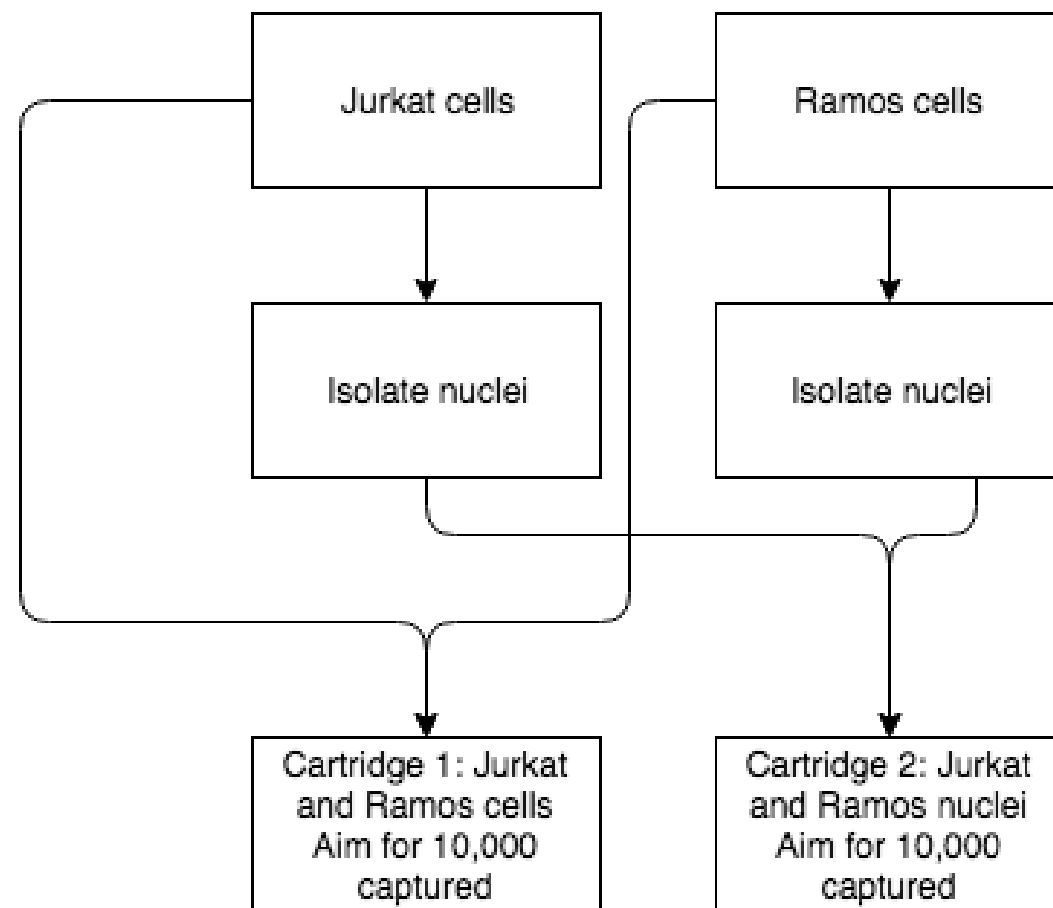 Jurkat cells
Ramos cells
Isolate nuclei
Isolate nuclei
Cartridge 1: Jurkat
and Ramos cells
Aim for 10,000
captured
Cartridge 2: Jurkat
and Ramos nuclei
Aim for 10,000
captured